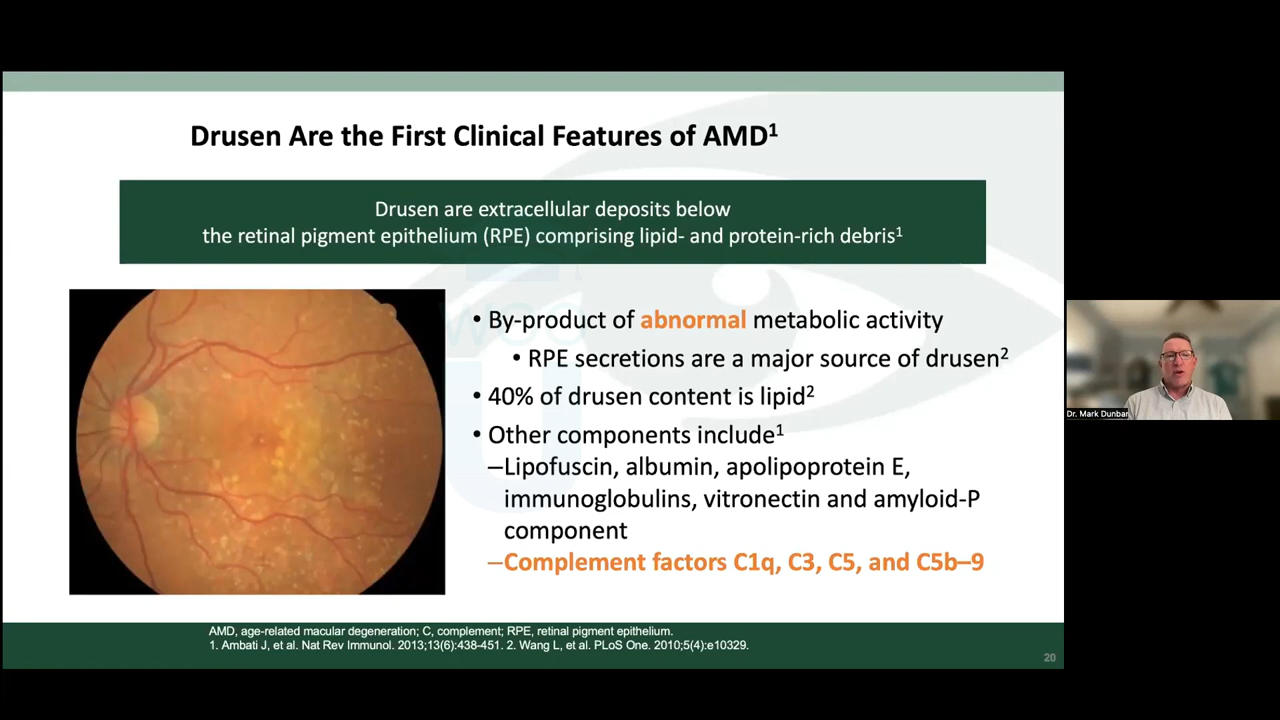 Drusen Are the First Clinical Features of AMD¹
Drusen are extracellular deposits below
the retinal pigment epithelium (RPE) comprising lipid- and protein-rich debris¹
• By-product of abnormal metabolic activity
• RPE secretions are a major source of drusen²
• 40% of drusen content is lipid²
• Other components include¹
–Lipofuscin, albumin, apolipoprotein E,
immunoglobulins, vitronectin and amyloid-P
component
–Complement factors C1q, C3, C5, and C5b–9
Dr. Mark Dunbar
AMD, age-related macular degeneration; C, complement; RPE, retinal pigment epithelium.
1. Ambati J, et al. Nat Rev Immunol. 2013;13(6):438-451. 2. Wang L, et al. PLoS One. 2010;5(4):e10329.
20